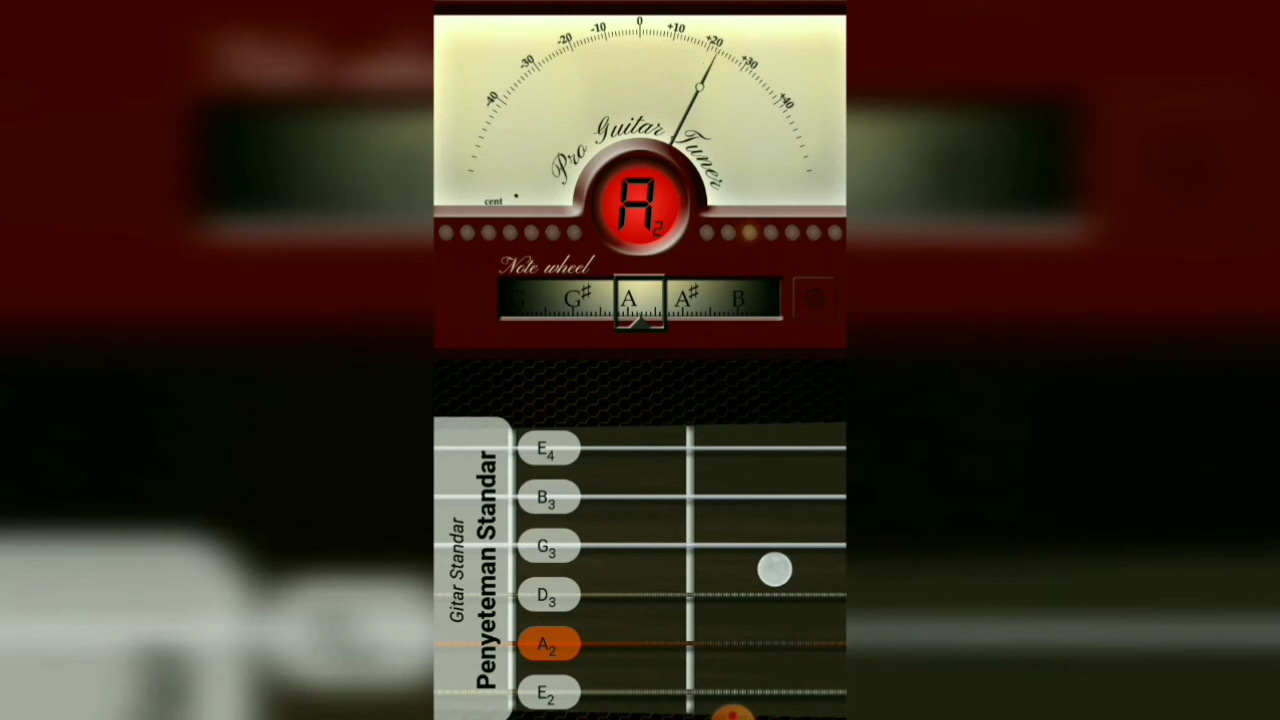 -40 -30 -20 -10 0 +10 +20 +30 +40
Pro Guitar Tuner
cent
A2
Note wheel
G♯ A A♯ B
E4
B3
G3
D3
A2
E2
Gitar Standar
Penyeteman Standar